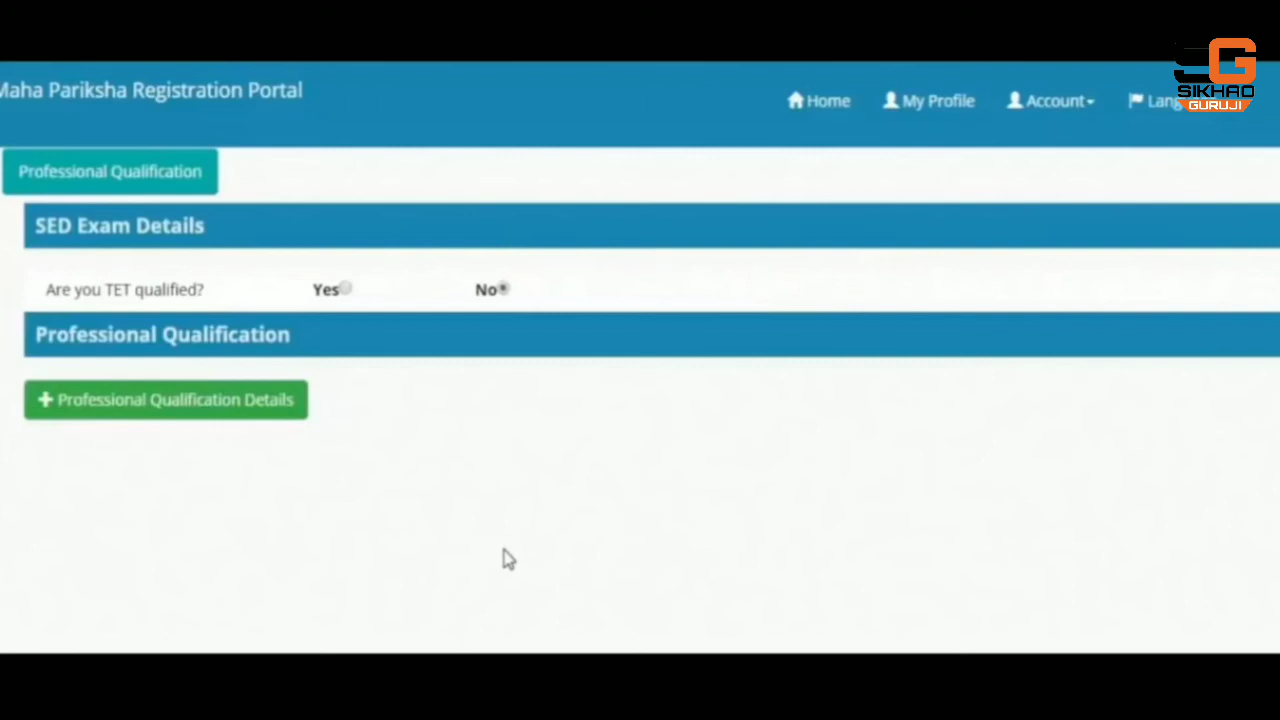 Maha Pariksha Registration Portal
Home My Profile Account
SG
SIKHAO
GURUJI
Professional Qualification
SED Exam Details
Are you TET qualified? Yes No
Professional Qualification
Professional Qualification Details